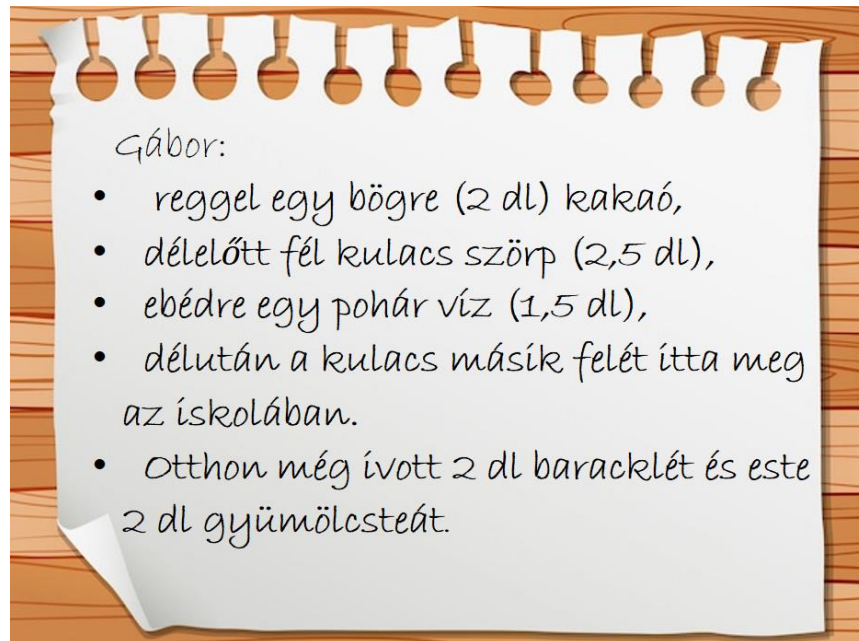 Gábor:
• reggel egy bögre (2 dl) kakaó,
• délelőtt fél kulacs szörp (2,5 dl),
• ebédre egy pohár víz (1,5 dl),
• délután a kulacs másik felét itta meg
az iskolában.
• Otthon még ivott 2 dl baracklét és este
2 dl gyümölcsteát.